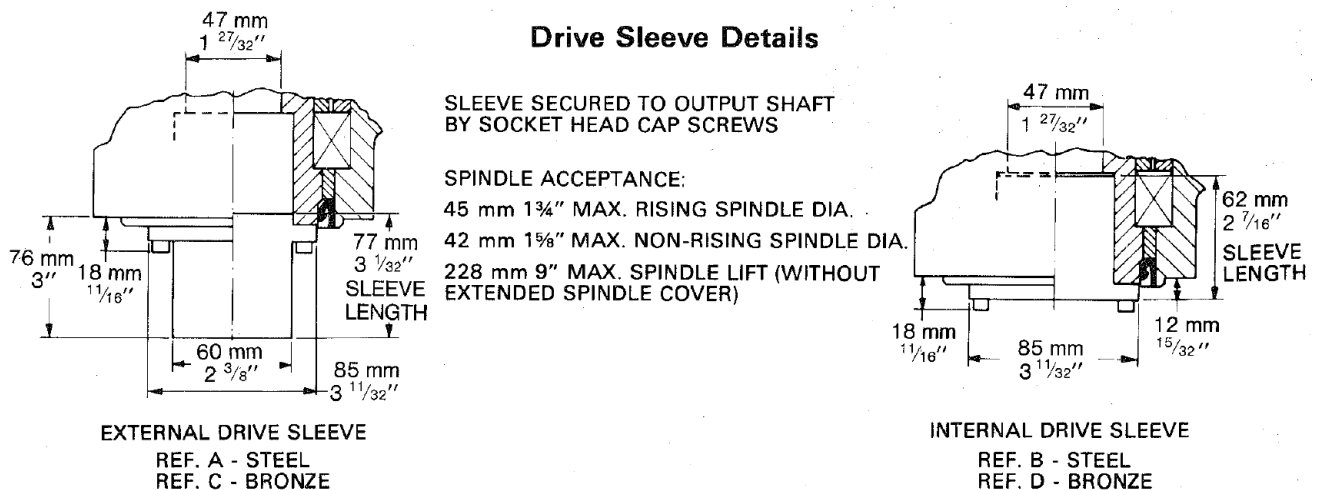 Drive Sleeve Details
47 mm
1 27/32"
76 mm
3"
18 mm
11/16"
77 mm
3 1/32"
SLEEVE
LENGTH
60 mm
2 3/8"
85 mm
3 11/32"
EXTERNAL DRIVE SLEEVE
REF. A - STEEL
REF. C - BRONZE
SLEEVE SECURED TO OUTPUT SHAFT
BY SOCKET HEAD CAP SCREWS
SPINDLE ACCEPTANCE:
45 mm 1¾" MAX. RISING SPINDLE DIA.
42 mm 1⅝" MAX. NON-RISING SPINDLE DIA.
228 mm 9" MAX. SPINDLE LIFT (WITHOUT
EXTENDED SPINDLE COVER)
47 mm
1 27/32"
62 mm
2 7/16"
SLEEVE
LENGTH
18 mm
11/16"
85 mm
3 11/32"
12 mm
15/32"
INTERNAL DRIVE SLEEVE
REF. B - STEEL
REF. D - BRONZE